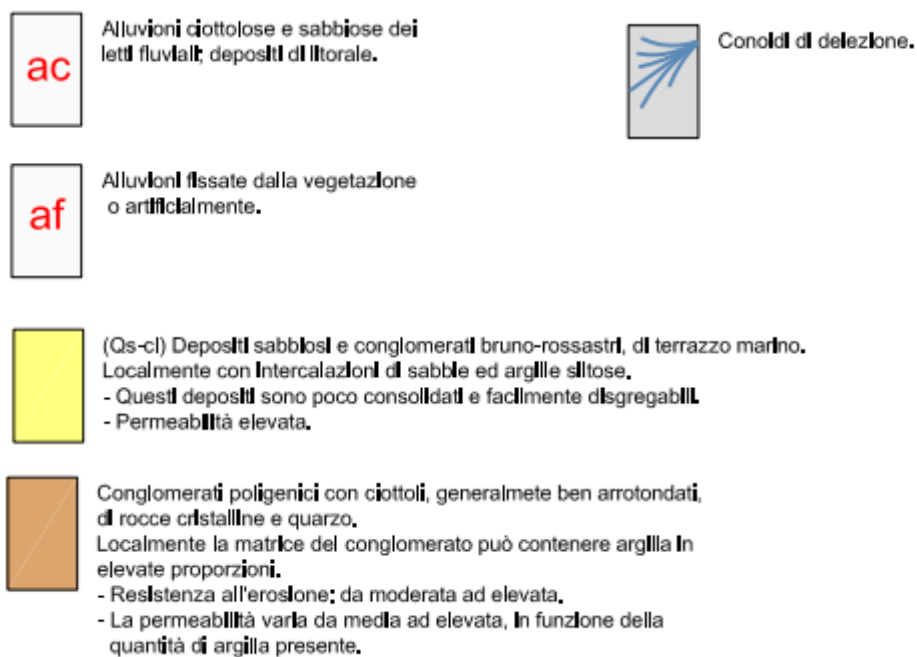 ac
Alluvioni ciottolose e sabbiose dei
letti fluviali; depositi di litorale.
Conoidi di deiezione.
af
Alluvioni fissate dalla vegetazione
o artificialmente.
(Qs-cl) Depositi sabbiosi e conglomerati bruno-rossastri, di terrazzo marino.
Localmente con intercalazioni di sabbie ed argille siltose.
- Questi depositi sono poco consolidati e facilmente disgregabili.
- Permeabilità elevata.
Conglomerati poligenici con ciottoli, generalmete ben arrotondati,
di rocce cristalline e quarzo.
Localmente la matrice del conglomerato può contenere argilla in
elevate proporzioni.
- Resistenza all'erosione: da moderata ad elevata.
- La permeabilità varia da media ad elevata, in funzione della
quantità di argilla presente.